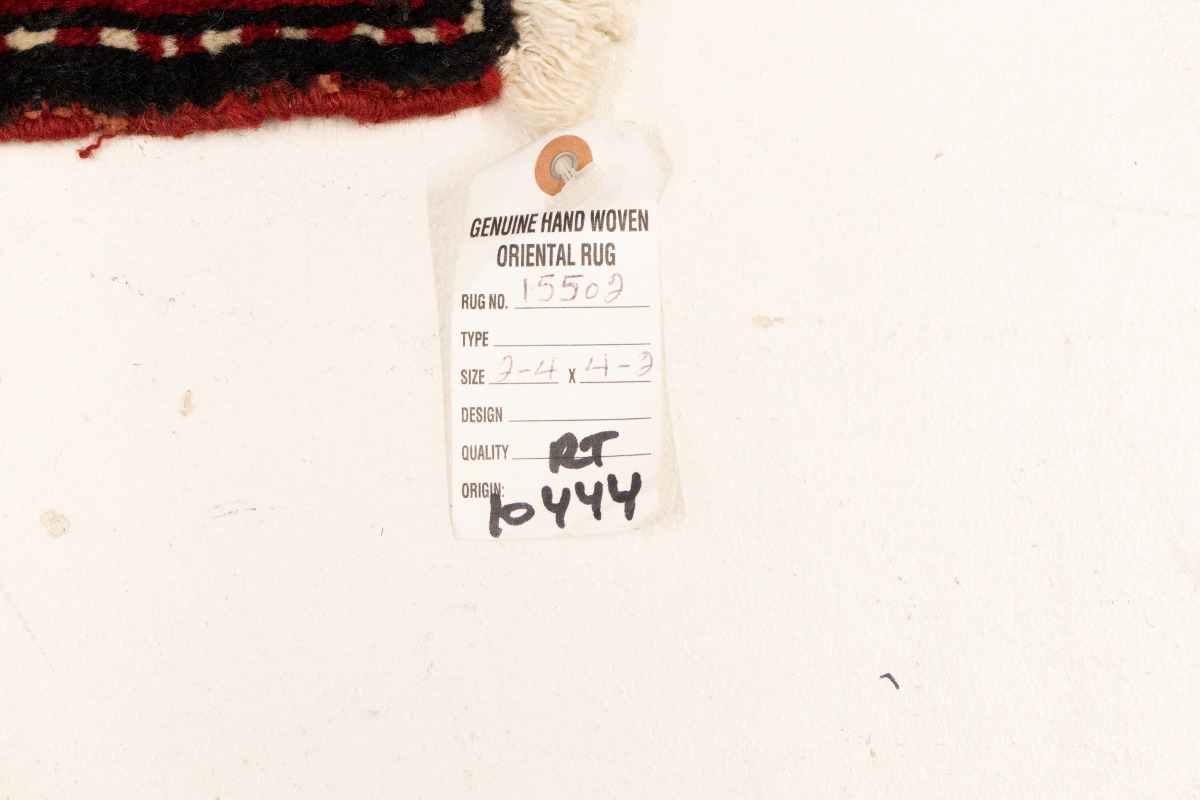 GENUINE HAND WOVEN
ORIENTAL RUG
RUG NO. 15502
TYPE
SIZE 2-4 X 4-2
DESIGN
QUALITY RT
ORIGIN: 10444